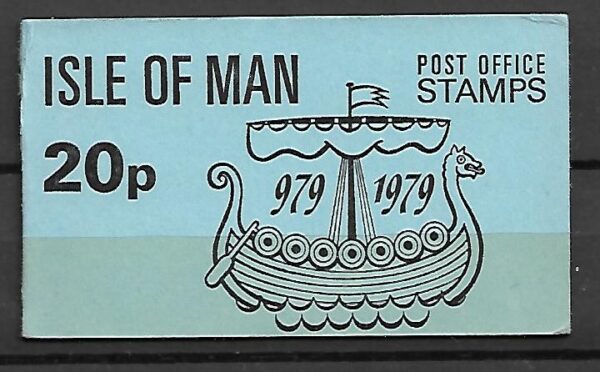 ISLE OF MAN
POST OFFICE
STAMPS
20p
979 1979